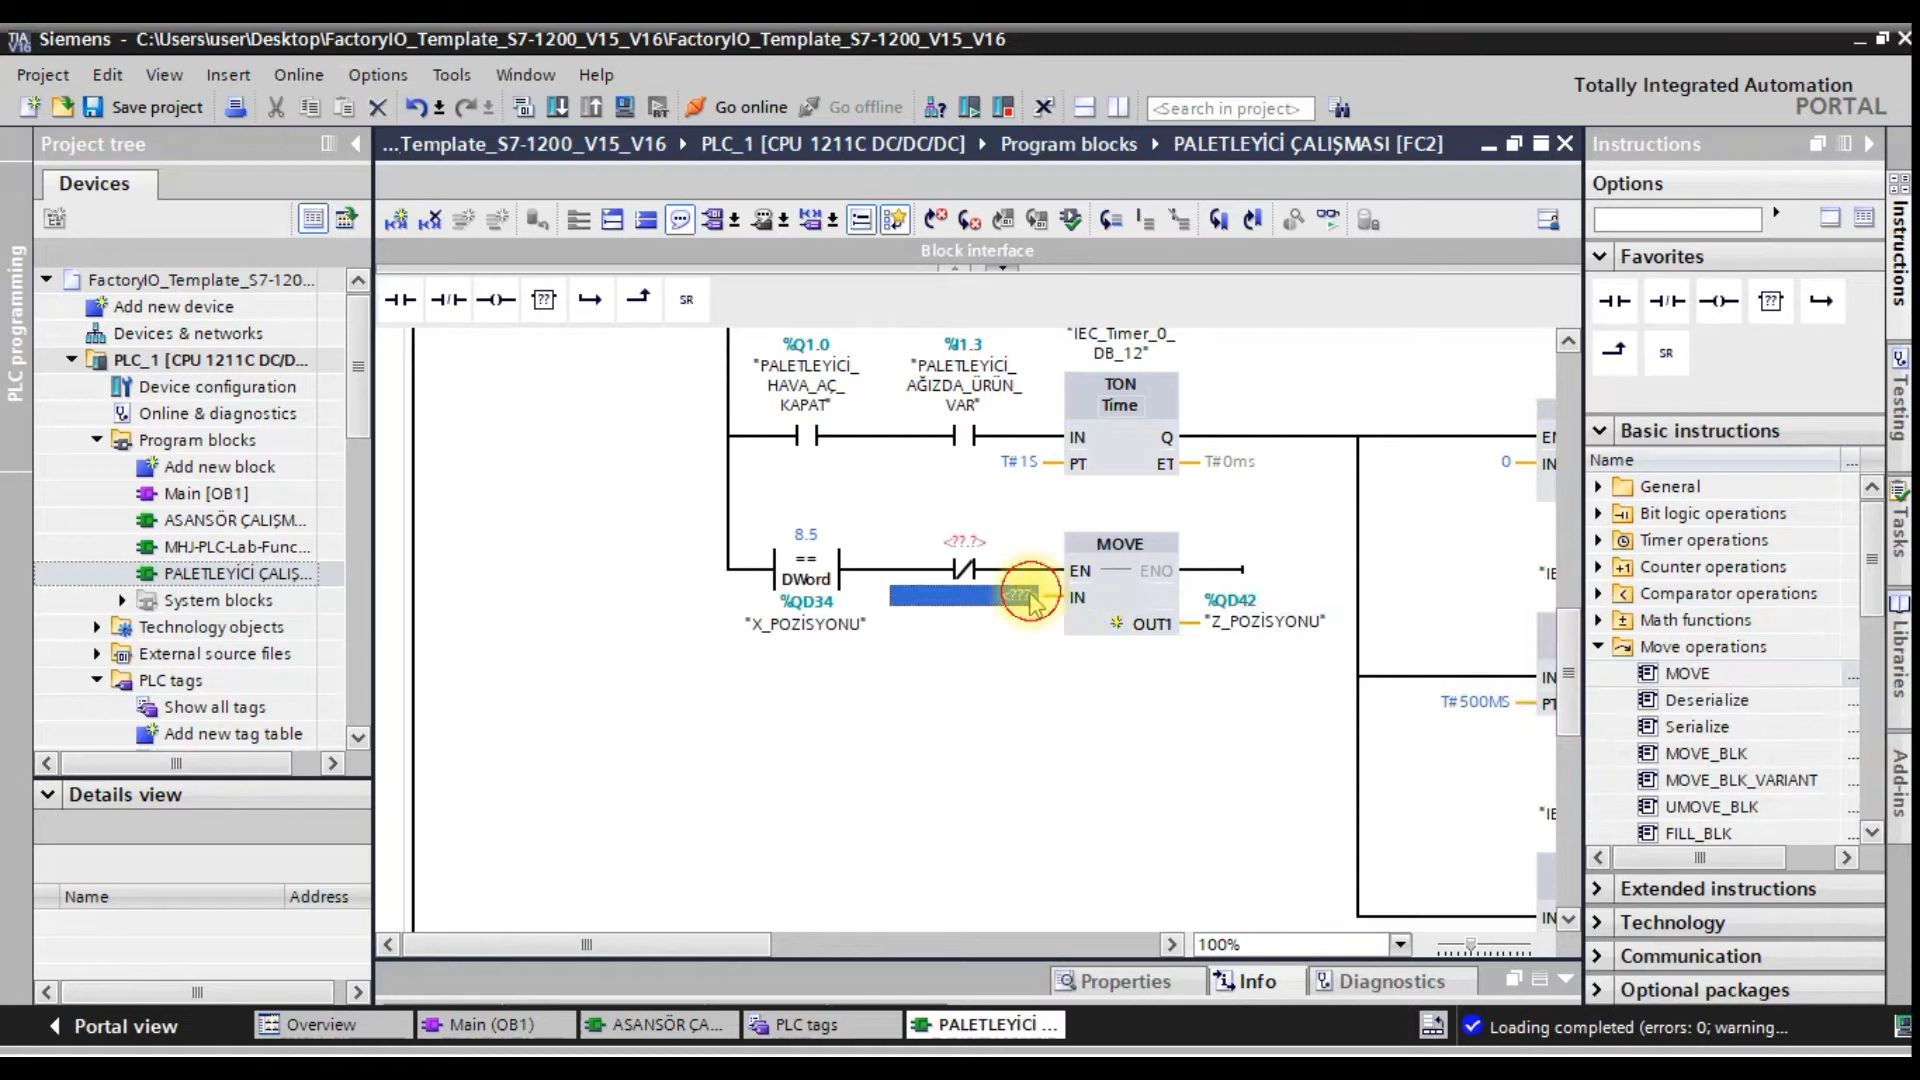 TIA V16 Siemens - C:\Users\user\Desktop\FactoryIO_Template_S7-1200_V15_V16\FactoryIO_Template_S7-1200_V15_V16
Project Edit View Insert Online Options Tools Window Help
Totally Integrated Automation
PORTAL
Save project
Go online
Go offline
<Search in project>
Project tree
...Template_S7-1200_V15_V16 PLC_1 [CPU 1211C DC/DC/DC] Program blocks PALETLEYİCİ ÇALIŞMASI [FC2]
Instructions
Devices
Options
Block interface
PLC programming
FactoryIO_Template_S7-120...
Add new device
Devices & networks
PLC_1 [CPU 1211C DC/D...
Device configuration
Online & diagnostics
Program blocks
Add new block
Main [OB1]
ASANSÖR ÇALIŞM...
MHJ-PLC-Lab-Func...
PALETLEYİCİ ÇALIŞ...
System blocks
Technology objects
External source files
PLC tags
Show all tags
Add new tag table
Details view
Name Address
SR
%Q1.0
"PALETLEYİCİ_
HAVA_AÇ_
KAPAT"
%I1.3
"PALETLEYİCİ_
AĞIZDA_ÜRÜN_
VAR"
"IEC_Timer_0_
DB_12"
TON
Time
IN Q
T#1S PT ET T#0ms
0 IN
8.5
==
DWord
%QD34
"X_POZİSYONU"
<??.?>
MOVE
EN ENO
IN
OUT1
%QD42
"Z_POZİSYONU"
IN
T#500MS
IN
100%
Properties
Info
Diagnostics
Favorites
SR
Basic instructions
Name ...
General
Bit logic operations
Timer operations
Counter operations
Comparator operations
Math functions
Move operations
MOVE ...
Deserialize ...
Serialize ...
MOVE_BLK ...
MOVE_BLK_VARIANT ...
UMOVE_BLK ...
FILL_BLK ...
Extended instructions
Technology
Communication
Optional packages
Instructions
Testing
Tasks
Libraries
Add-ins
Portal view
Overview
Main (OB1)
ASANSÖR ÇA...
PLC tags
PALETLEYİCİ ...
Loading completed (errors: 0; warning...